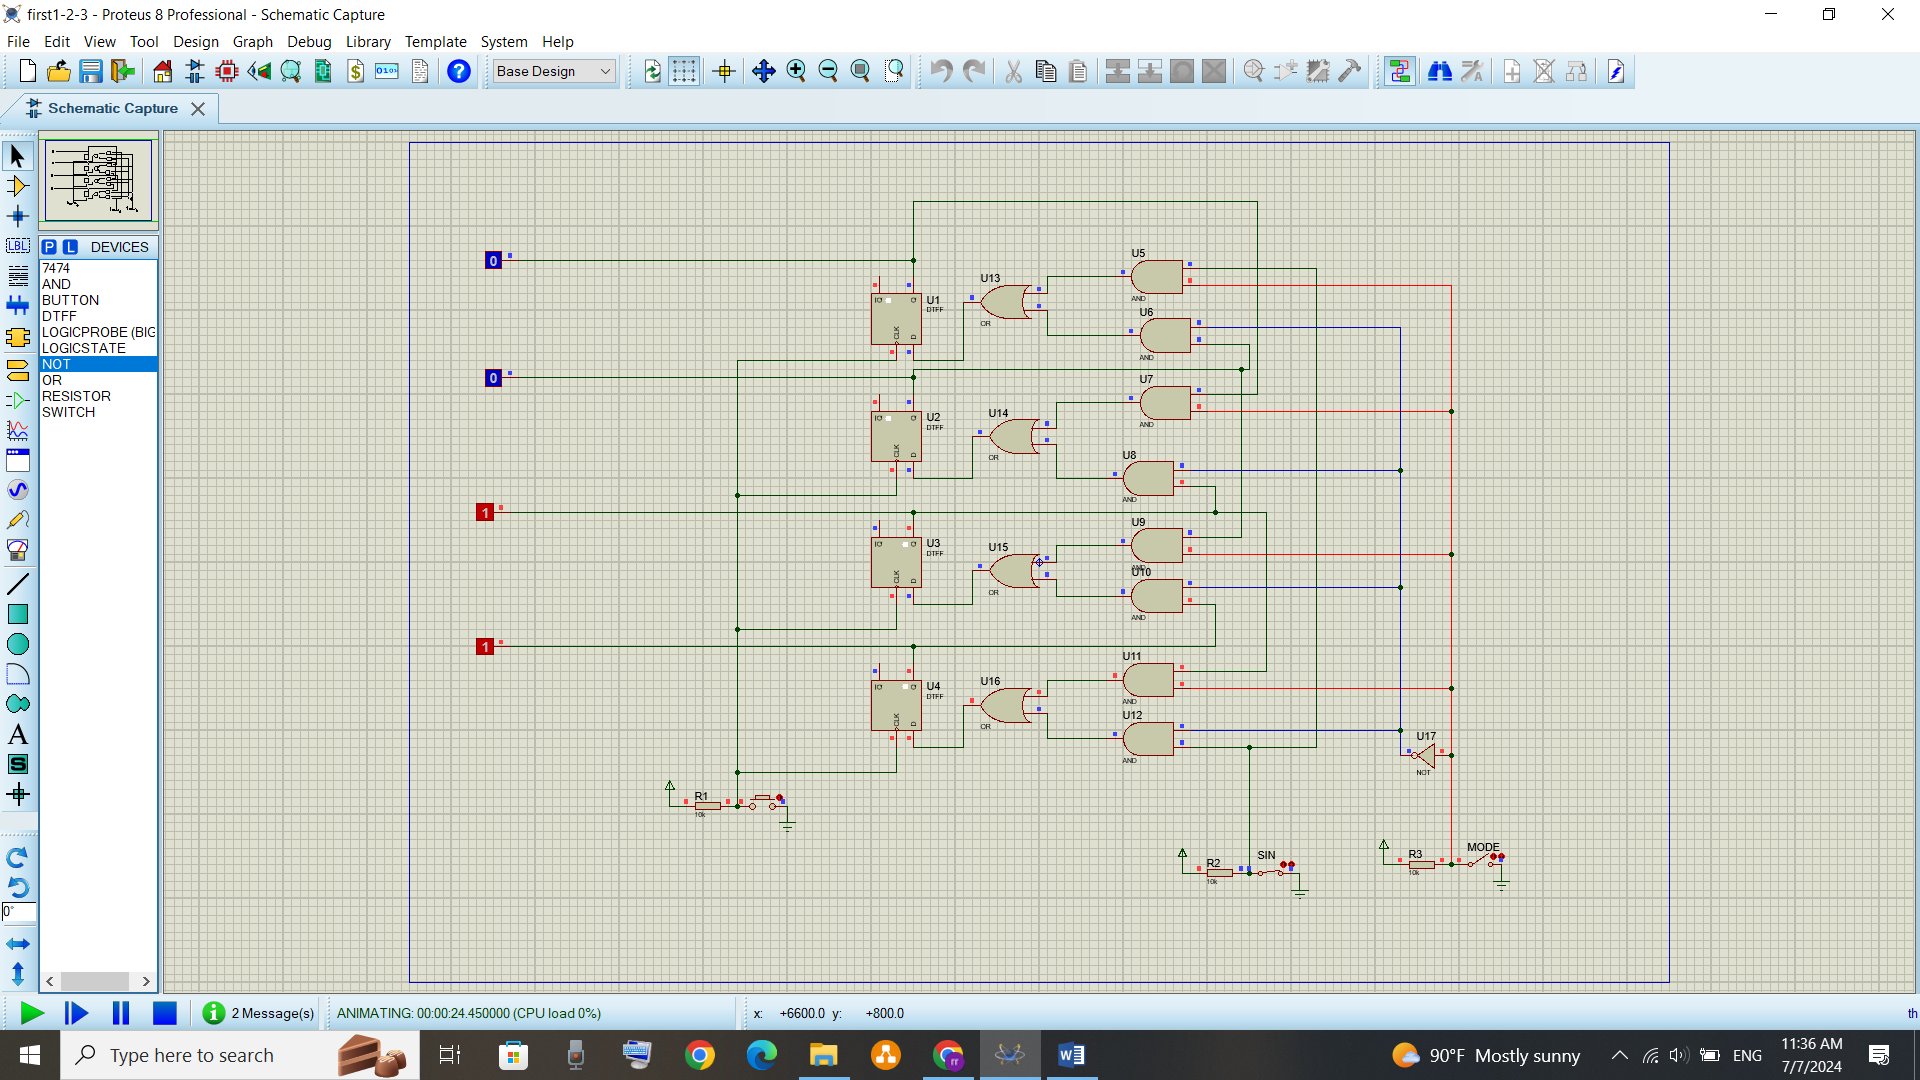 first1-2-3 - Proteus 8 Professional - Schematic Capture
File Edit View Tool Design Graph Debug Library Template System Help
Base Design
Schematic Capture
P L DEVICES
7474
AND
BUTTON
DTFF
LOGICPROBE (BIG
LOGICSTATE
NOT
OR
RESISTOR
SWITCH
LBL
A
S
0°
0
0
1
1
U1
DTFF
Q
CLK
D
U2
DTFF
Q
CLK
D
U3
DTFF
Q
CLK
D
U4
DTFF
Q
CLK
D
U13
OR
U14
OR
U15
OR
U16
OR
U5
AND
U6
AND
U7
AND
U8
AND
U9
AND
U10
AND
U11
AND
U12
AND
U17
NOT
R1
10k
R2
10k
SIN
R3
10k
MODE
2 Message(s)
ANIMATING: 00:00:24.450000 (CPU load 0%)
x: +6600.0 y: +800.0
th
Type here to search
90°F Mostly sunny
ENG
11:36 AM
7/7/2024